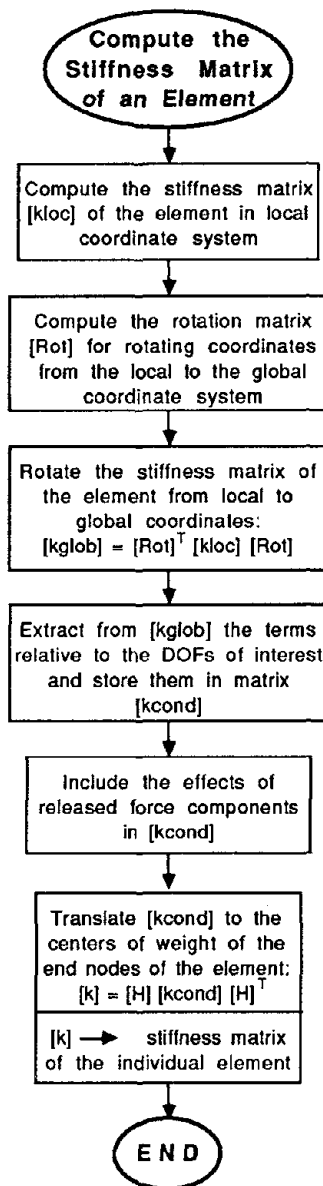 Compute the
Stiffness Matrix
of an Element
Compute the stiffness matrix
[kloc] of the element in local
coordinate system
Compute the rotation matrix
[Rot] for rotating coordinates
from the local to the global
coordinate system
Rotate the stiffness matrix of
the element from local to
global coordinates:
[kglob] = [Rot]ᵀ [kloc] [Rot]
Extract from [kglob] the terms
relative to the DOFs of interest
and store them in matrix
[kcond]
Include the effects of
released force components
in [kcond]
Translate [kcond] to the
centers of weight of the
end nodes of the element:
[k] = [H] [kcond] [H]ᵀ
[k] → stiffness matrix
of the individual element
END